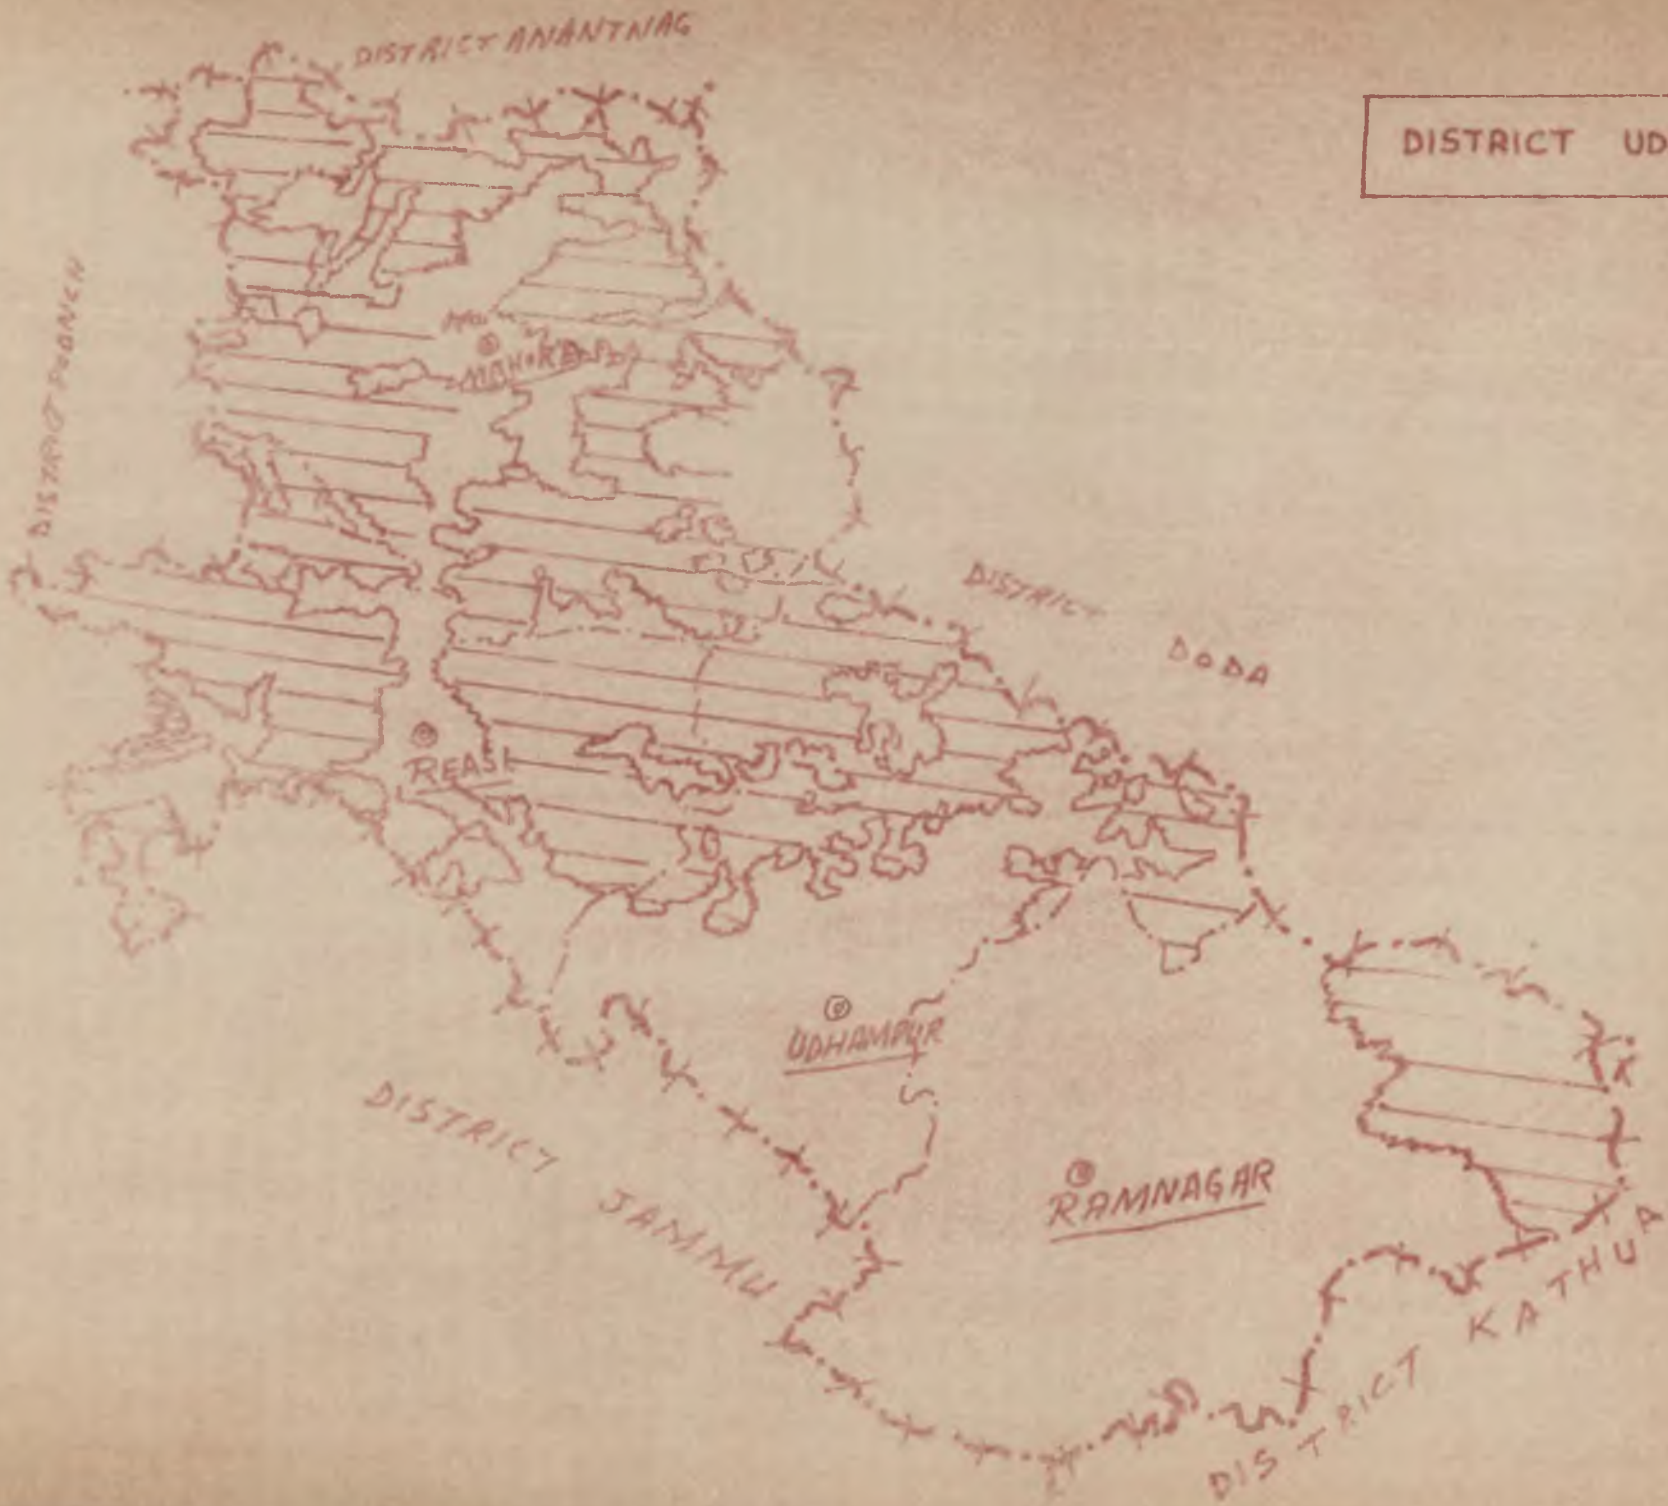 DISTRICT ANANTNAG
DISTRICT UD
DISTRICT POONCH
DISTRICT DODA
REASI
UDHAMPUR
RAMNAGAR
DISTRICT JAMMU
DISTRICT KATHUA